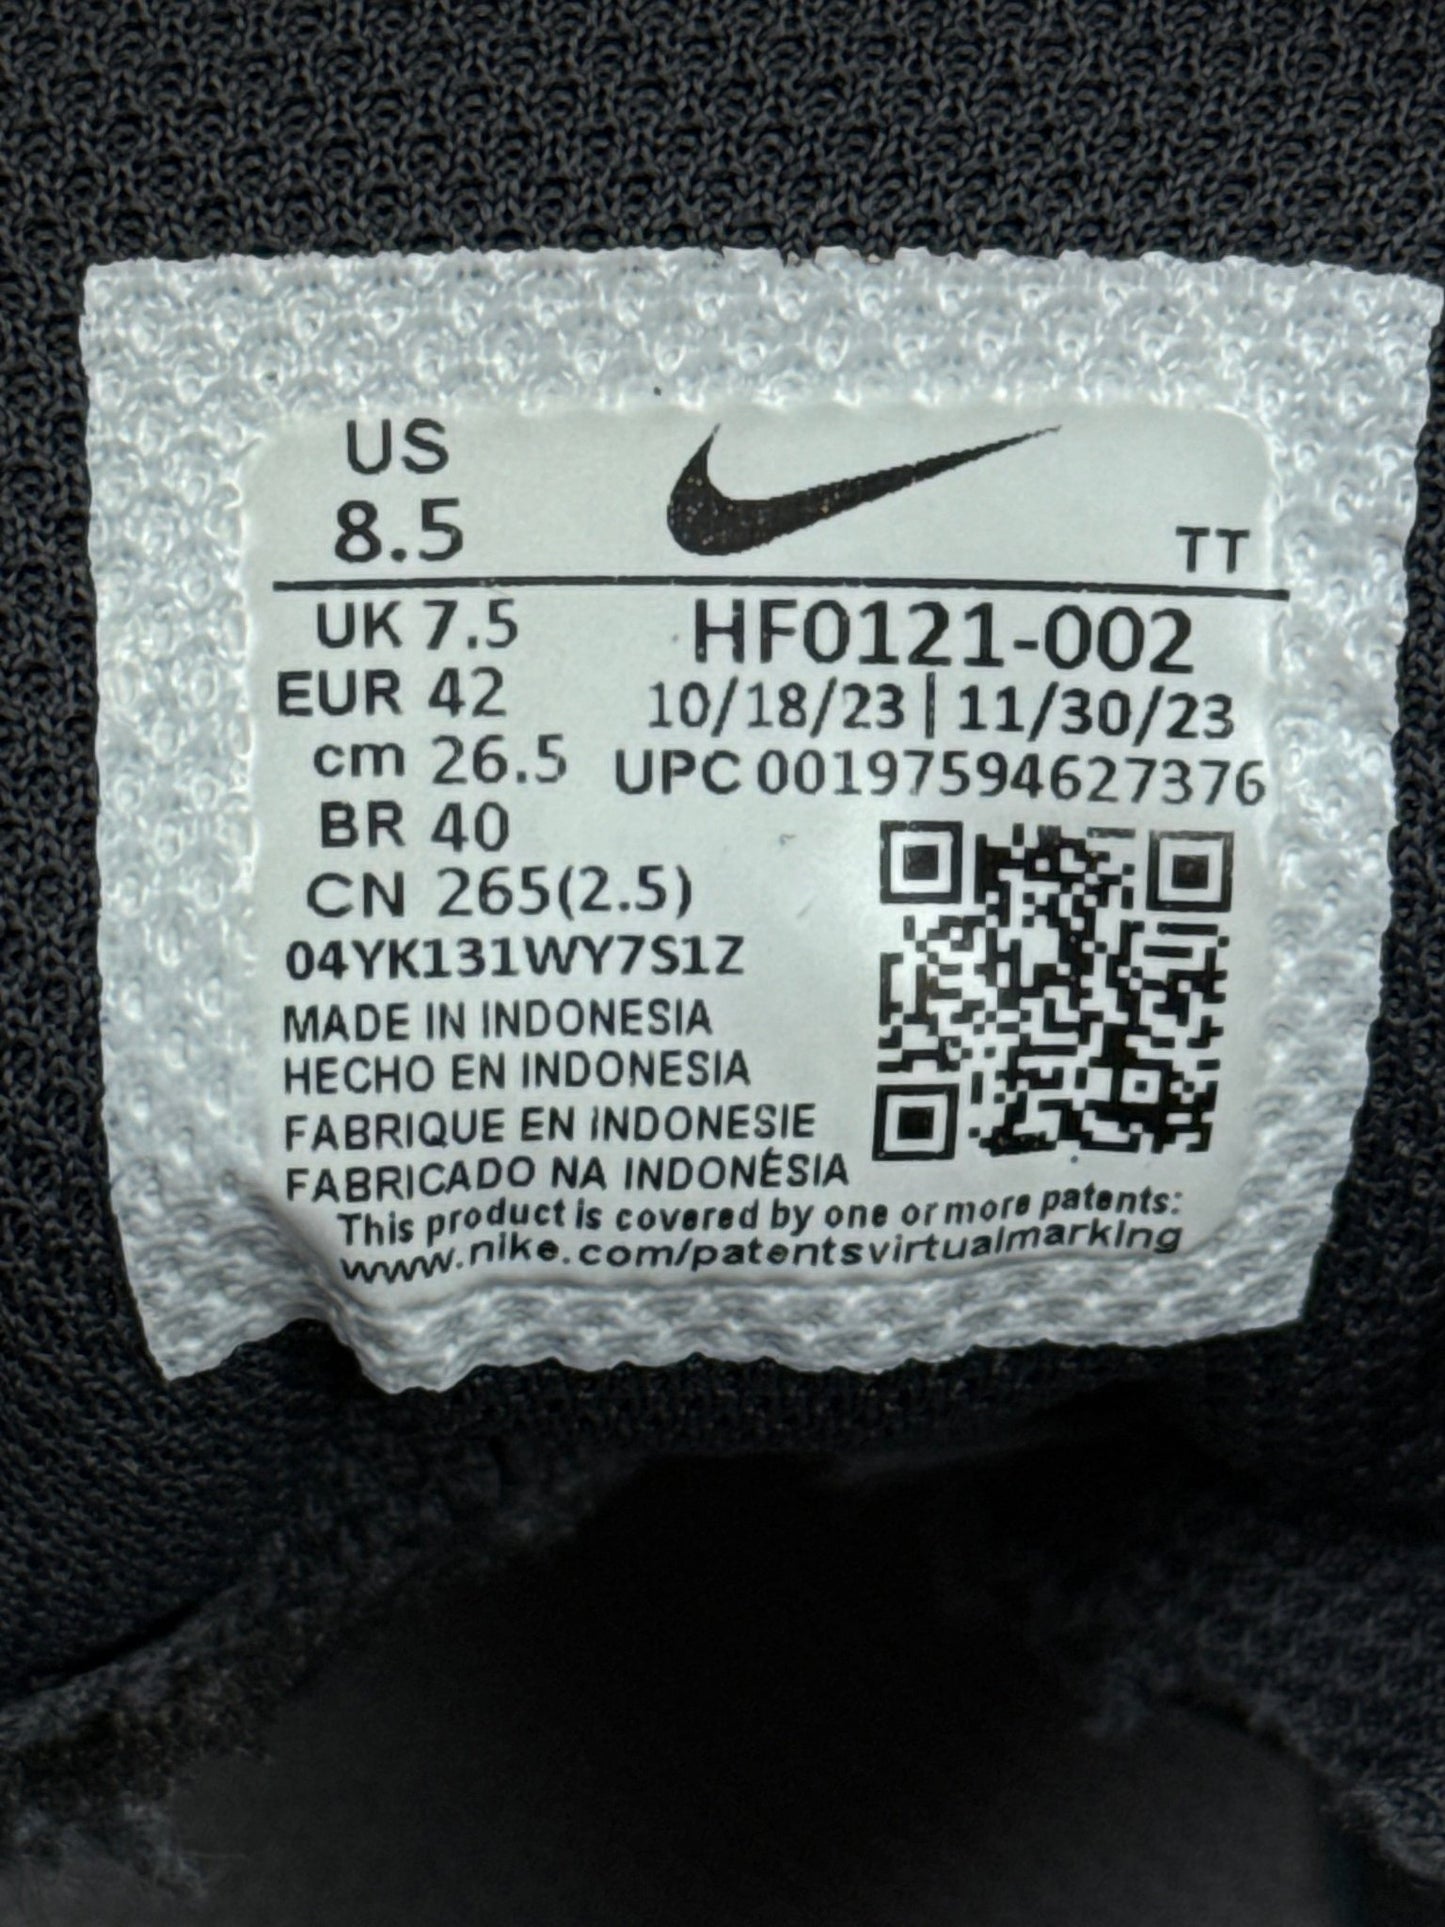 US
8.5
TT
UK 7.5
HF0121-002
EUR 42
10/18/23 | 11/30/23
cm 26.5
UPC 00197594627376
BR 40
CN 265(2.5)
04YK131WY7S1Z
MADE IN INDONESIA
HECHO EN INDONESIA
FABRIQUE EN INDONESIE
FABRICADO NA INDONÉSIA
This product is covered by one or more patents:
www.nike.com/patentsvirtualmarking